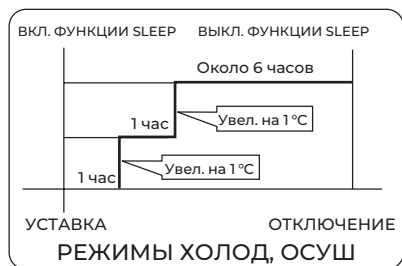 ВКЛ. ФУНКЦИИ SLEEP ВЫКЛ. ФУНКЦИИ SLEEP
Около 6 часов
1 час
Увел. на 1 °C
1 час
Увел. на 1 °C
УСТАВКА ОТКЛЮЧЕНИЕ
РЕЖИМЫ ХОЛОД, ОСУШ